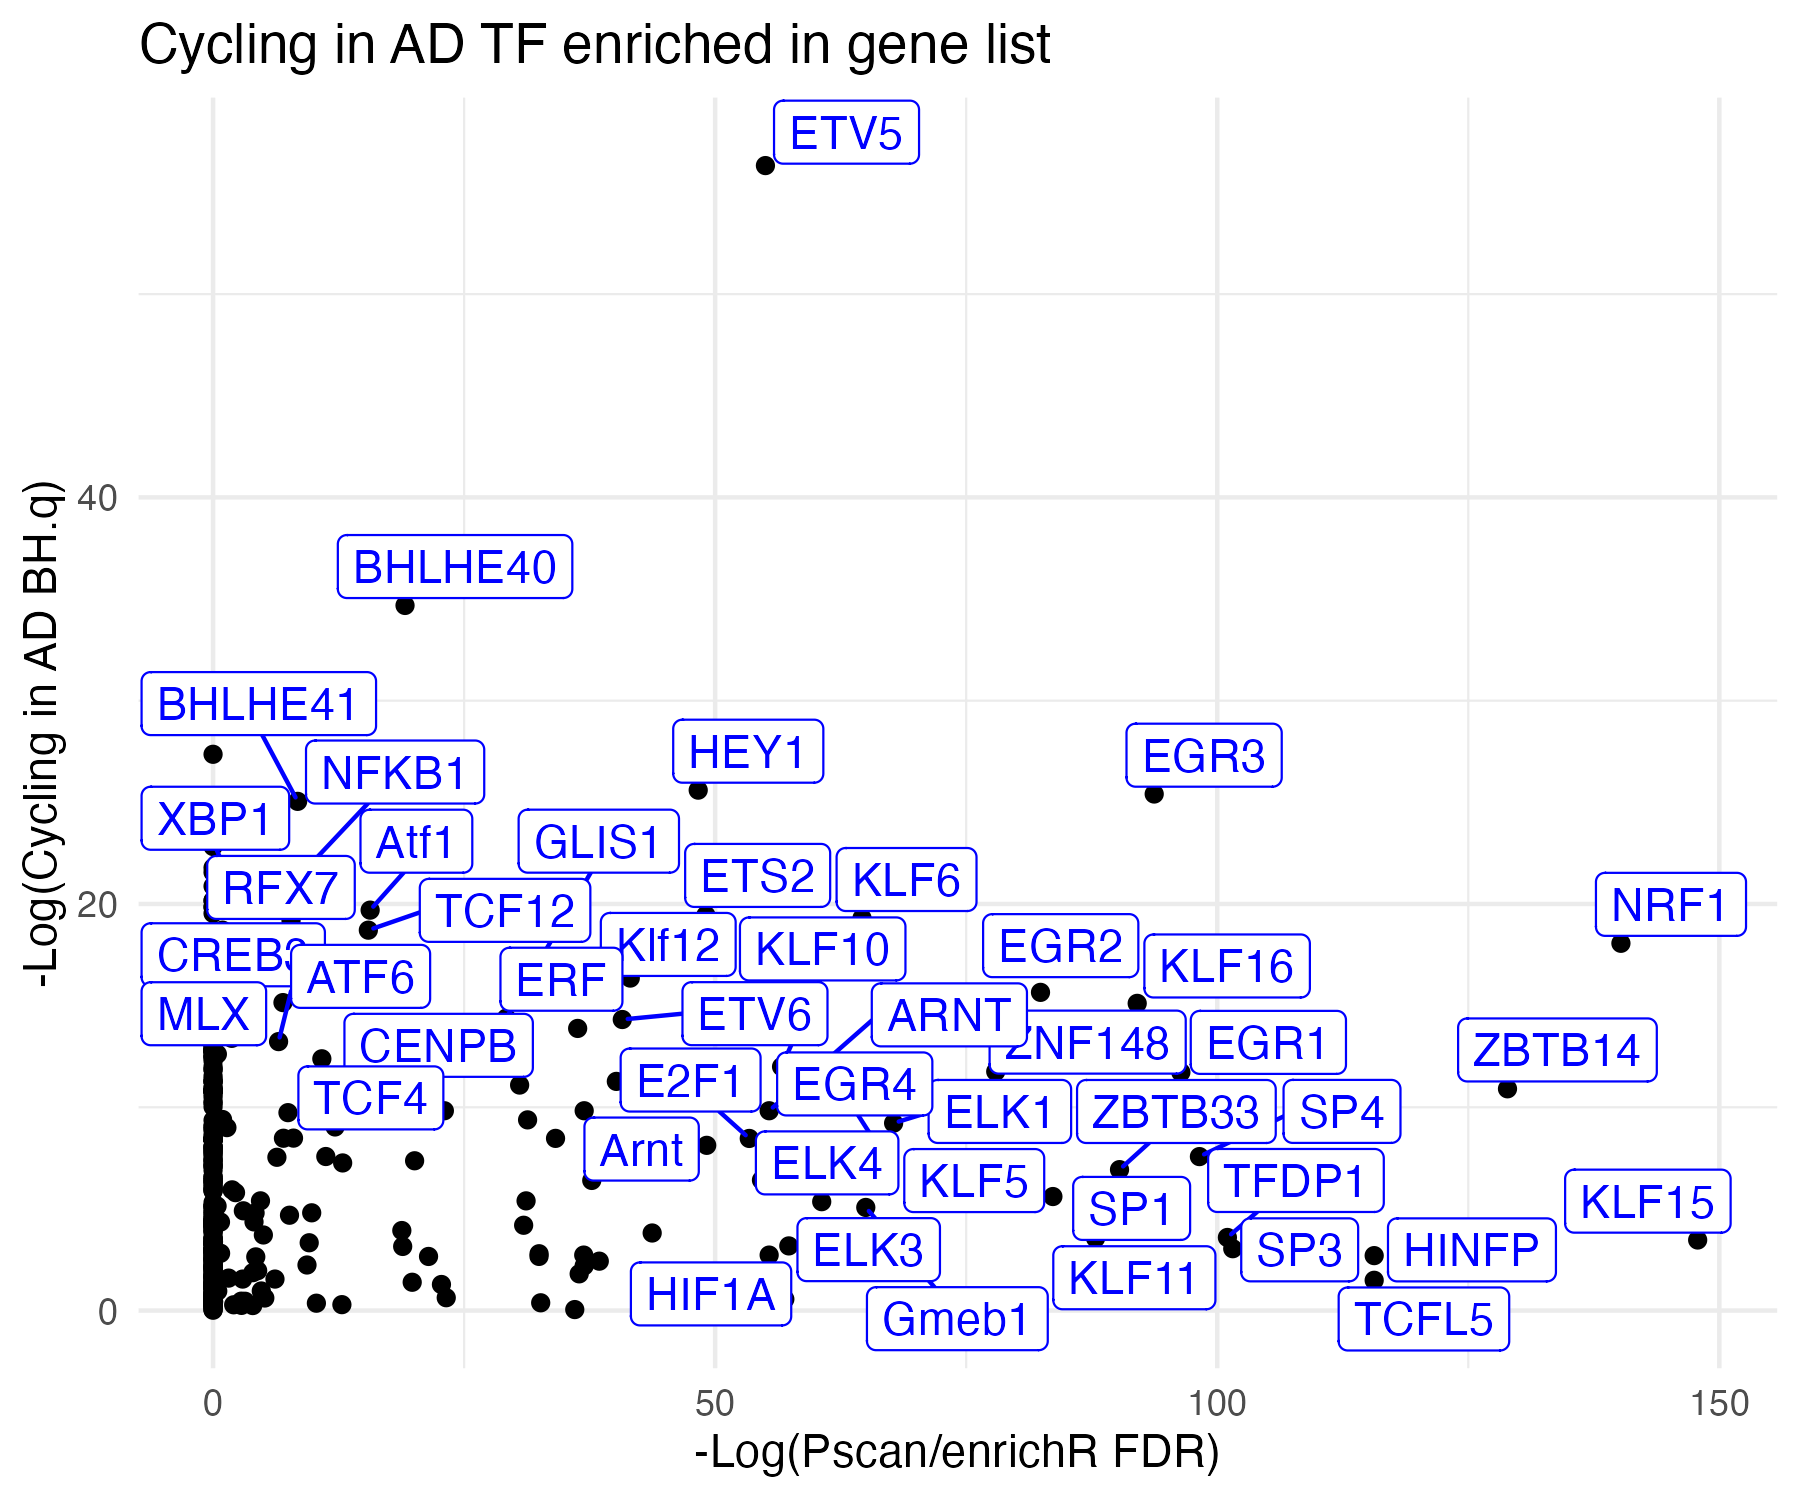 Cycling in AD TF enriched in gene list
ETV5
-Log(Cycling in AD BH.q)
40
BHLHE40
BHLHE41
HEY1
EGR3
NFKB1
XBP1
Atf1
GLIS1
ETS2
KLF6
RFX7
20
NRF1
TCF12
Klf12
KLF10
EGR2
CREB3
KLF16
ATF6
ERF
MLX
ETV6
ARNT
CENPB
ZNF148
EGR1
ZBTB14
E2F1
EGR4
TCF4
ELK1
ZBTB33
SP4
Arnt
ELK4
KLF5
TFDP1
SP1
KLF15
ELK3
SP3
HINFP
KLF11
HIF1A
0
Gmeb1
TCFL5
0
50
100
150
-Log(Pscan/enrichR FDR)